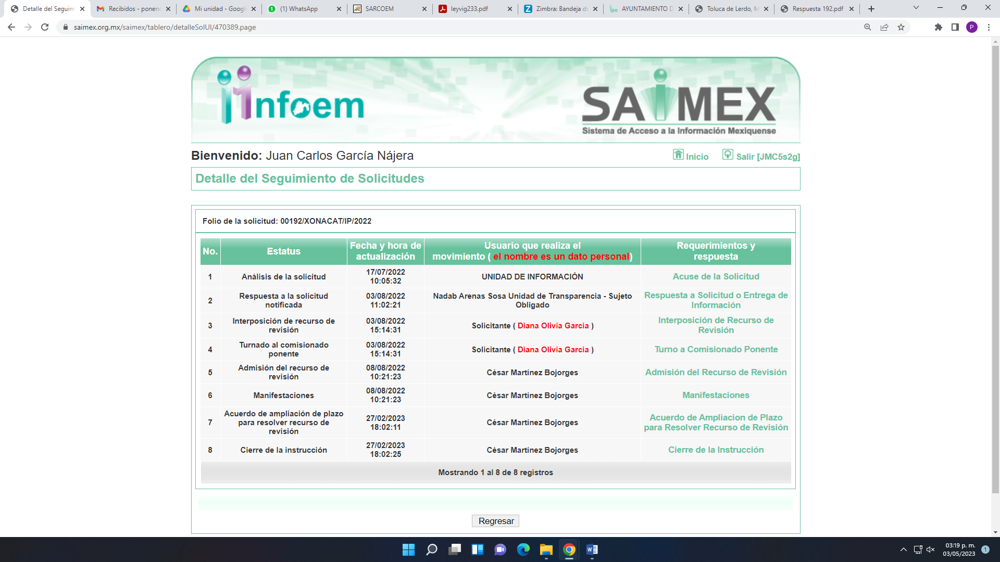 Detalle del Seguim
Recibidos - ponenc
Mi unidad - Googl
(1) WhatsApp
SARCOEM
leyvig233.pdf
Zimbra: Bandeja de
AYUNTAMIENTO D
Toluca de Lerdo, M
Respuesta 192.pdf
saimex.org.mx/saimex/tablero/detalleSolUI/470389.page
P
infoem
SAIMEX
Sistema de Acceso a la Información Mexiquense
Bienvenido: Juan Carlos García Nájera
Inicio
Salir [JMC5s2g]
Detalle del Seguimiento de Solicitudes
Folio de la solicitud: 00192/XONACAT/IP/2022
No.
Estatus
Fecha y hora de
actualización
Usuario que realiza el
movimiento ( el nombre es un dato personal)
Requerimientos y
respuesta
1
Análisis de la solicitud
17/07/2022
10:05:32
UNIDAD DE INFORMACIÓN
Acuse de la Solicitud
2
Respuesta a la solicitud
notificada
03/08/2022
11:02:21
Nadab Arenas Sosa Unidad de Transparencia - Sujeto
Obligado
Respuesta a Solicitud o Entrega de
Información
3
Interposición de recurso de
revisión
03/08/2022
15:14:31
Solicitante ( Diana Olivia Garcia )
Interposición de Recurso de
Revisión
4
Turnado al comisionado
ponente
03/08/2022
15:14:31
Solicitante ( Diana Olivia Garcia )
Turno a Comisionado Ponente
5
Admisión del recurso de
revisión
08/08/2022
10:21:23
César Martínez Bojorges
Admisión del Recurso de Revisión
6
Manifestaciones
08/08/2022
10:21:23
César Martínez Bojorges
Manifestaciones
7
Acuerdo de ampliación de plazo
para resolver recurso de
revisión
27/02/2023
18:02:11
César Martínez Bojorges
Acuerdo de Ampliacion de Plazo
para Resolver Recurso de Revisión
8
Cierre de la instrucción
27/02/2023
18:02:25
César Martínez Bojorges
Cierre de la Instrucción
Mostrando 1 al 8 de 8 registros
Regresar
03:19 p. m.
03/05/2023
1